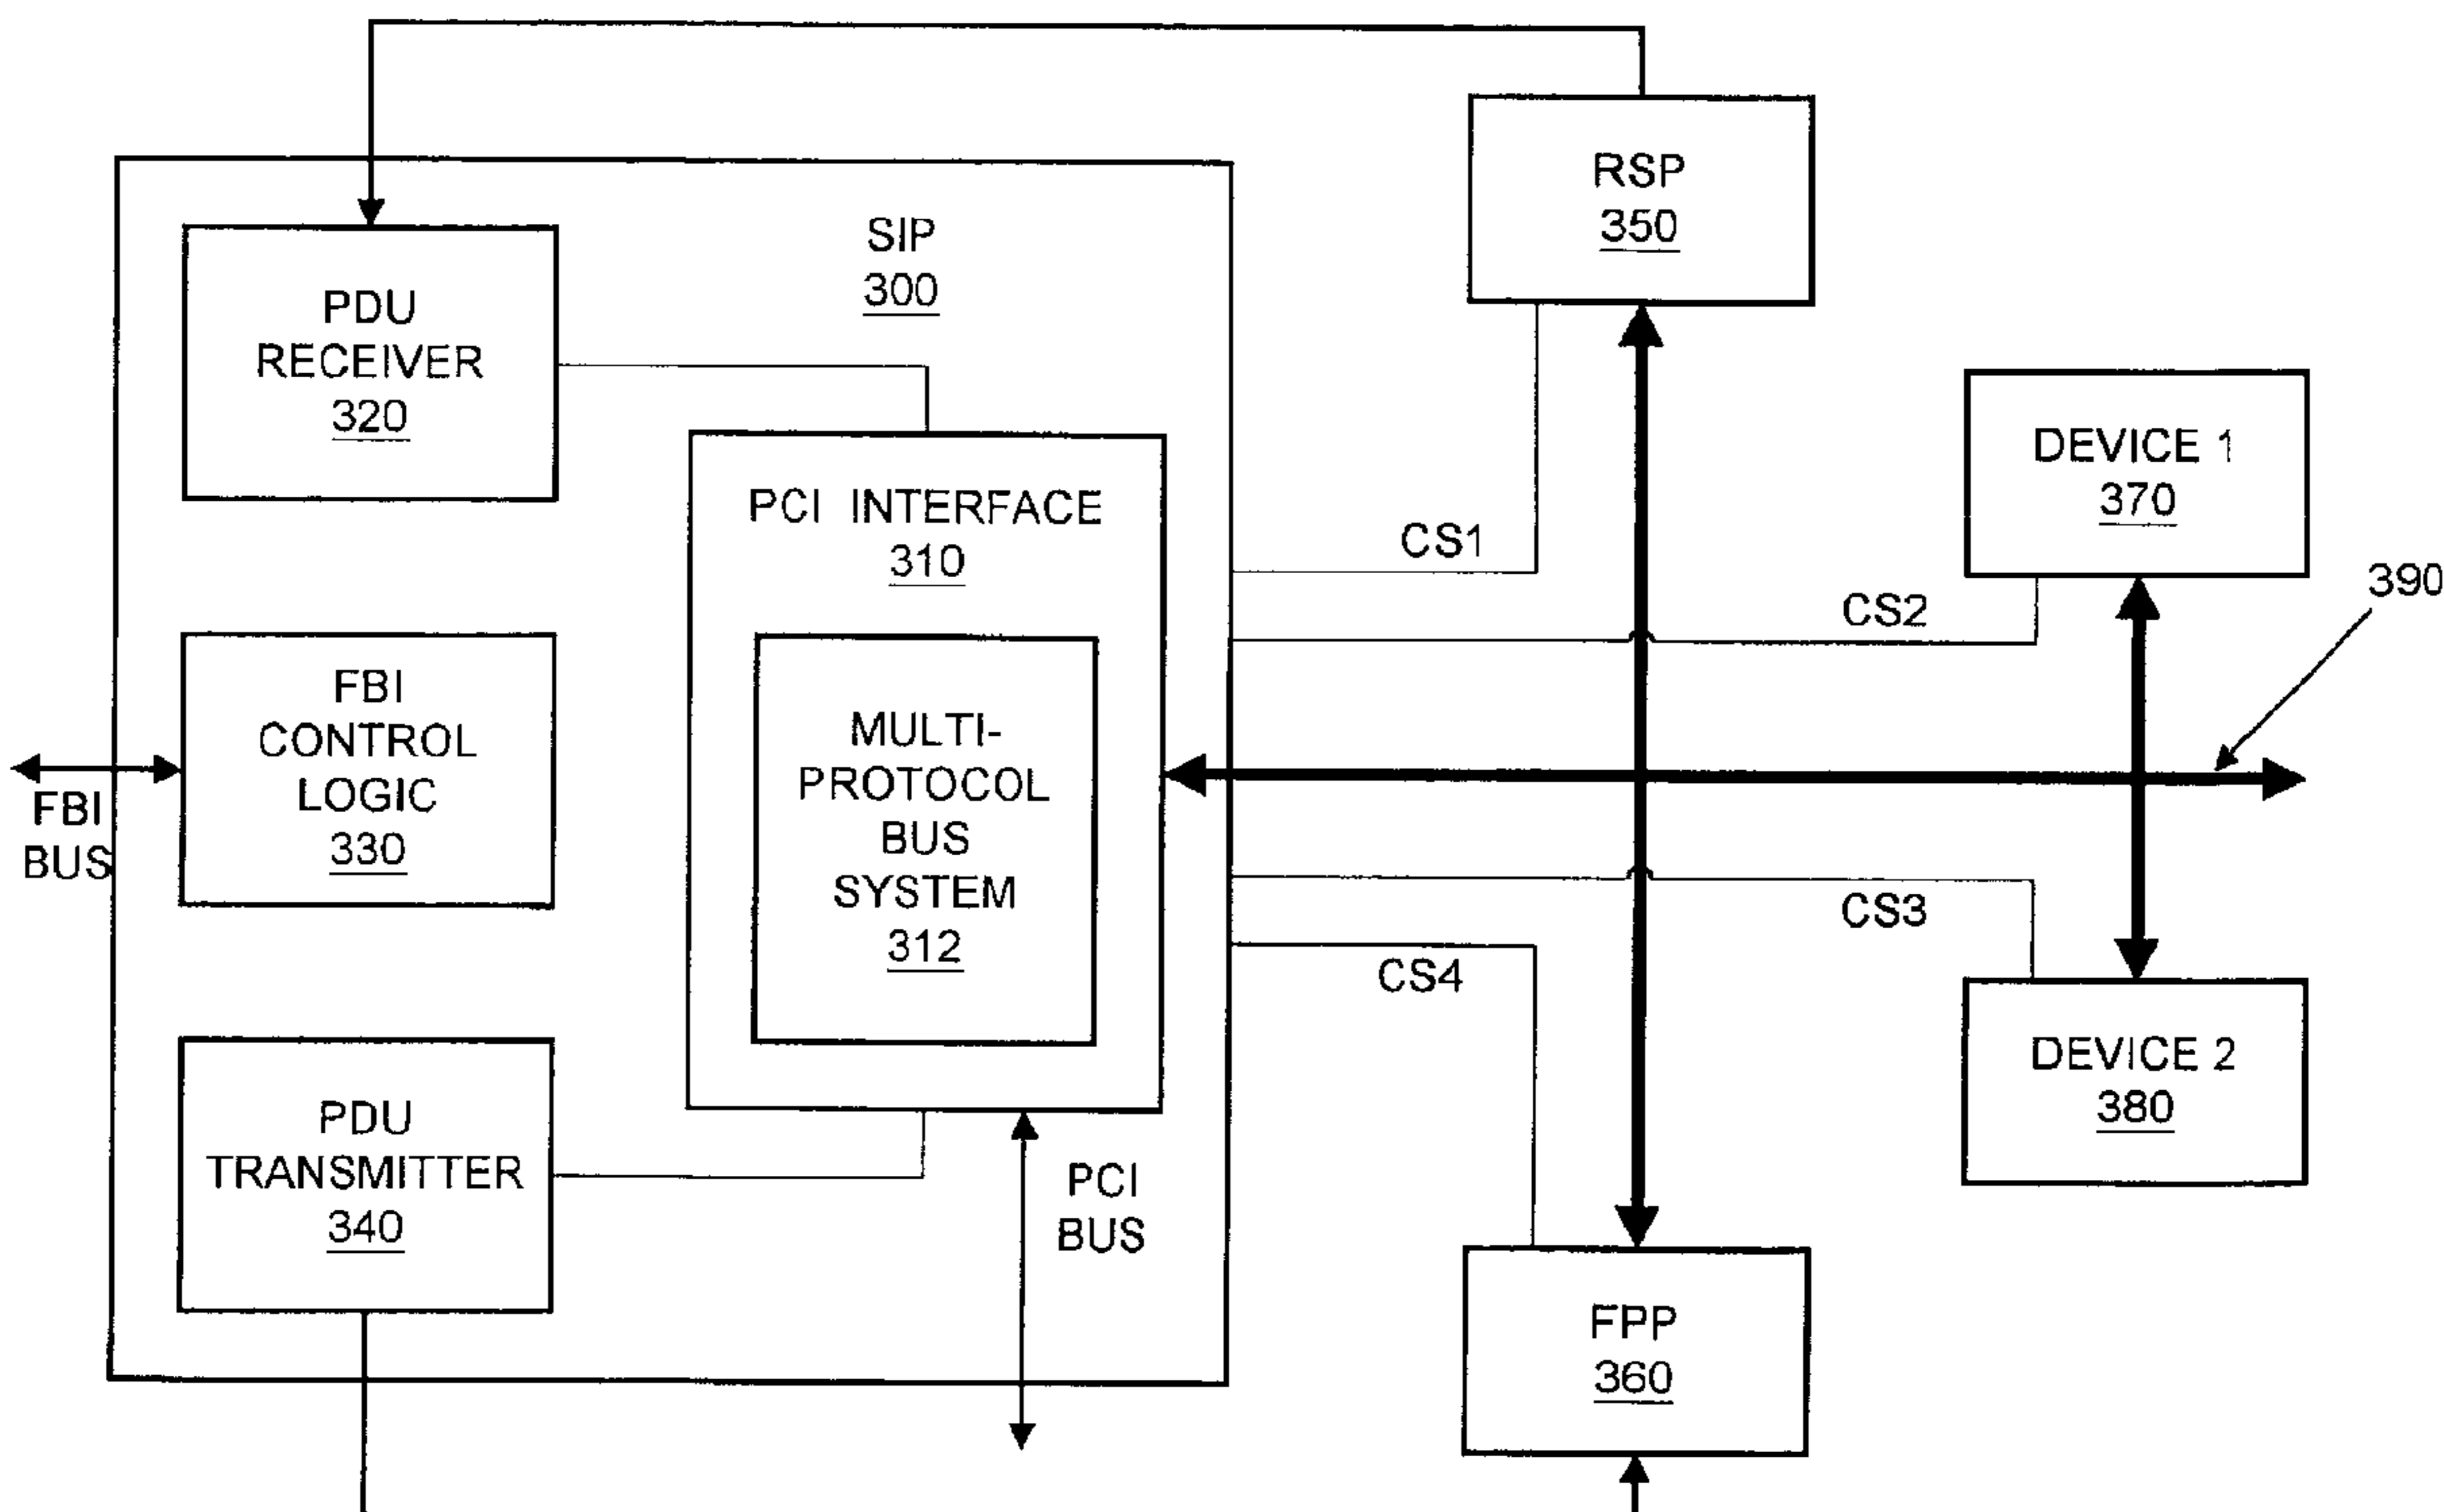 RSP
350
SIP
300
PDU
RECEIVER
320
DEVICE 1
370
PCI INTERFACE
310
CS1
390
CS2
FBI
CONTROL
LOGIC
330
MULTI-
PROTOCOL
BUS
SYSTEM
312
FBI
BUS
CS3
CS4
DEVICE 2
380
PDU
TRANSMITTER
340
PCI
BUS
FPP
360